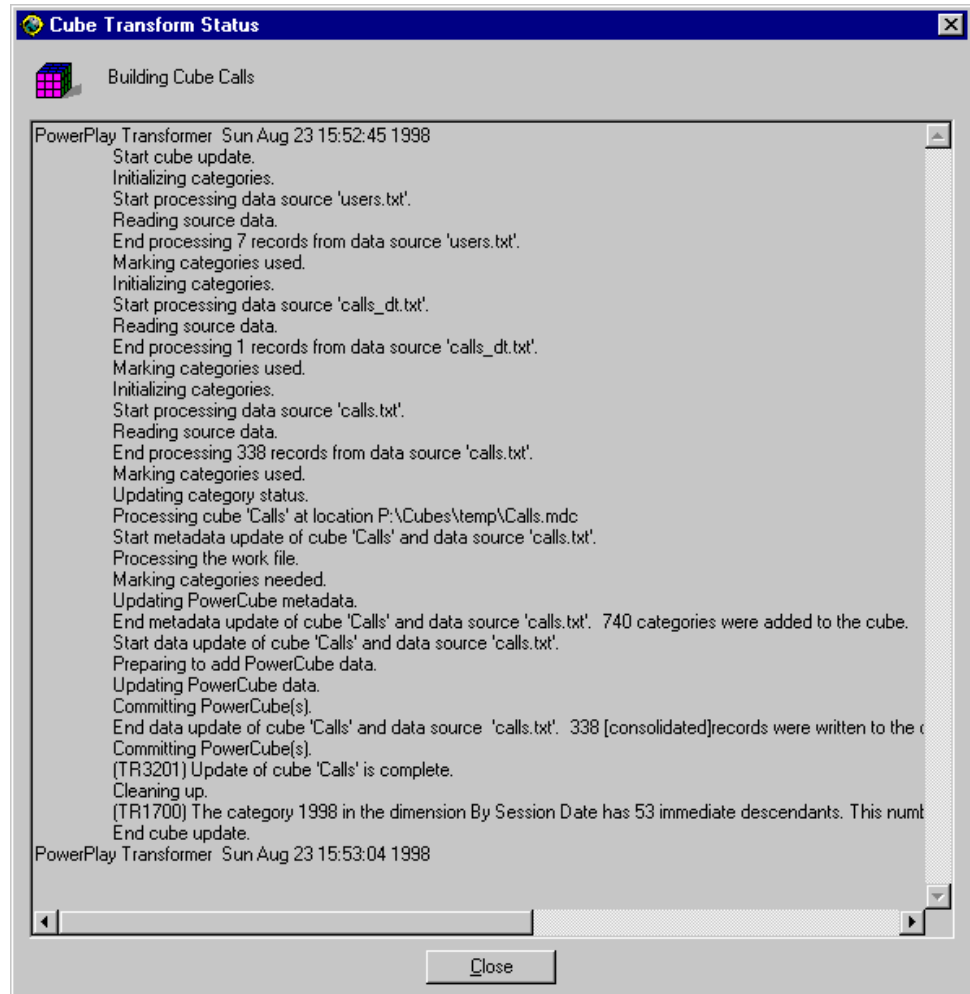 Cube Transform Status
Building Cube Calls
PowerPlay Transformer  Sun Aug 23 15:52:45 1998
Start cube update.
Initializing categories.
Start processing data source 'users.txt'.
Reading source data.
End processing 7 records from data source 'users.txt'.
Marking categories used.
Initializing categories.
Start processing data source 'calls_dt.txt'.
Reading source data.
End processing 1 records from data source 'calls_dt.txt'.
Marking categories used.
Initializing categories.
Start processing data source 'calls.txt'.
Reading source data.
End processing 338 records from data source 'calls.txt'.
Marking categories used.
Updating category status.
Processing cube 'Calls' at location P:\Cubes\temp\Calls.mdc
Start metadata update of cube 'Calls' and data source 'calls.txt'.
Processing the work file.
Marking categories needed.
Updating PowerCube metadata.
End metadata update of cube 'Calls' and data source 'calls.txt'.  740 categories were added to the cube.
Start data update of cube 'Calls' and data source 'calls.txt'.
Preparing to add PowerCube data.
Updating PowerCube data.
Committing PowerCube(s).
End data update of cube 'Calls' and data source  'calls.txt'.  338 [consolidated]records were written to the
Committing PowerCube(s).
(TR3201) Update of cube 'Calls' is complete.
Cleaning up.
(TR1700) The category 1998 in the dimension By Session Date has 53 immediate descendants. This
End cube update.
PowerPlay Transformer  Sun Aug 23 15:53:04 1998
Close